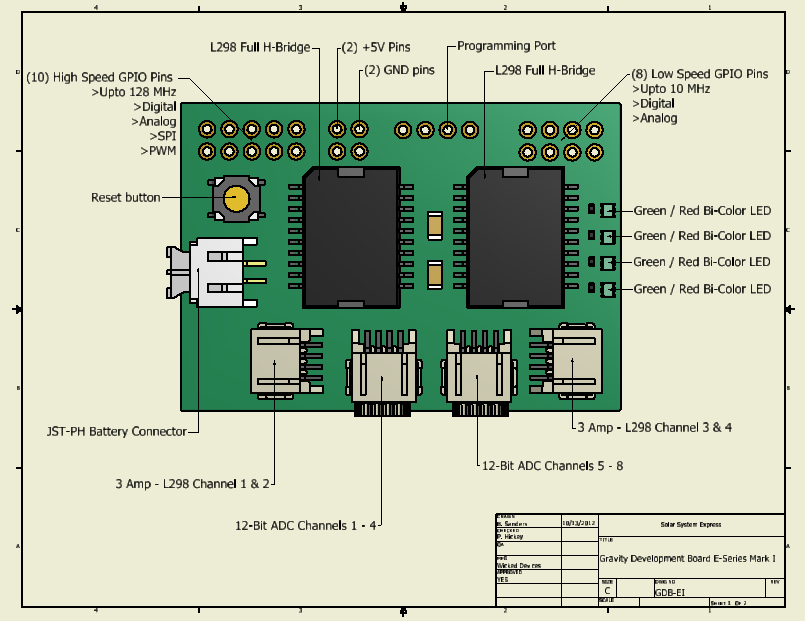 4
3
2
1
L298 Full H-Bridge
(2) +5V Pins
Programming Port
(10) High Speed GPIO Pins
>Upto 128 MHz
>Digital
>Analog
>SPI
>PWM
(2) GND pins
L298 Full H-Bridge
(8) Low Speed GPIO Pins
>Upto 10 MHz
>Digital
>Analog
Reset button
Green / Red Bi-Color LED
Green / Red Bi-Color LED
Green / Red Bi-Color LED
Green / Red Bi-Color LED
JST-PH Battery Connector
3 Amp - L298 Channel 3 & 4
3 Amp - L298 Channel 1 & 2
12-Bit ADC Channels 5 - 8
12-Bit ADC Channels 1 - 4
DRAWN
B. Sanders
10/13/2012
CHECKED
P. Hickey
QA
MFG
Wicked Devices
APPROVED
YES
Solar System Express
TITLE
Gravity Development Board E-Series Mark I
SIZE
C
DWG NO
GDB-EI
REV
SCALE
Sheet 1 Of 2
4
3
2
1